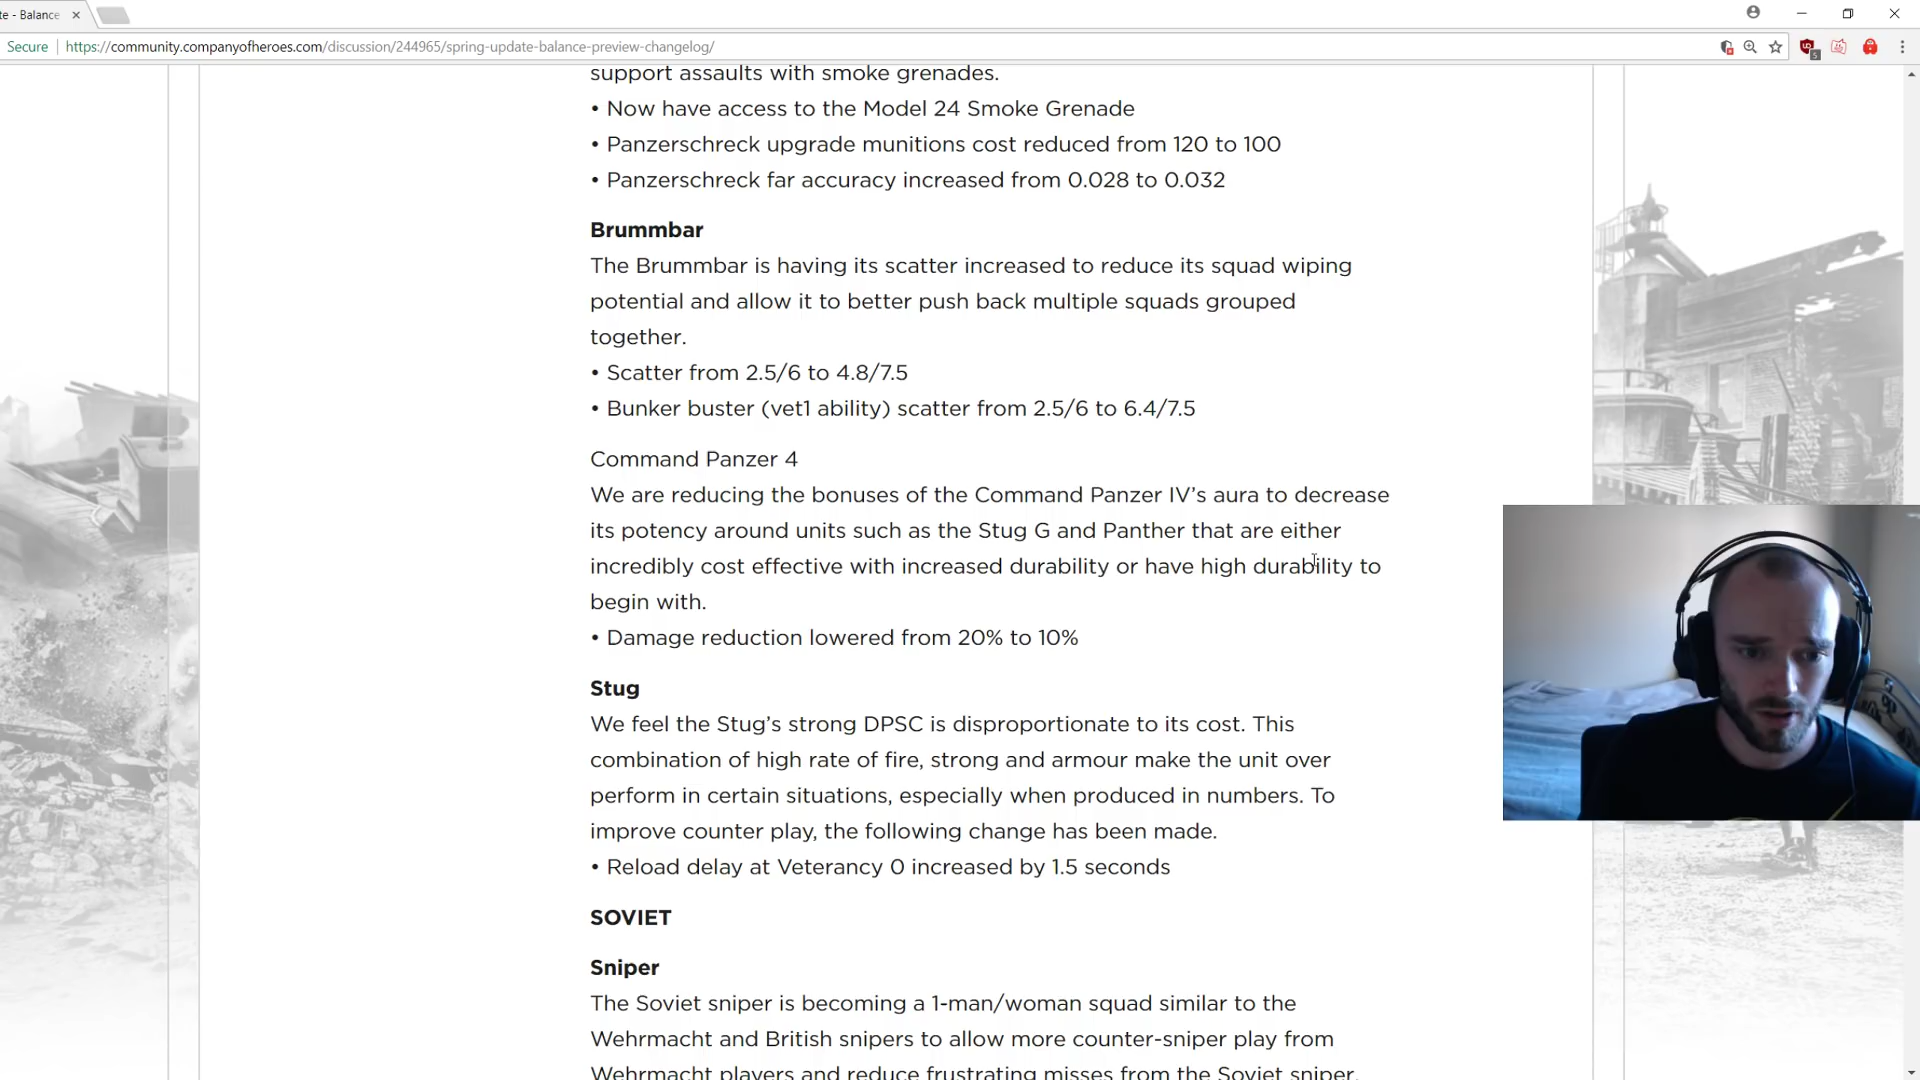 te - Balance
Secure | https://community.companyofheroes.com/discussion/244965/spring-update-balance-preview-changelog/
support assaults with smoke grenades.
• Now have access to the Model 24 Smoke Grenade
• Panzerschreck upgrade munitions cost reduced from 120 to 100
• Panzerschreck far accuracy increased from 0.028 to 0.032
Brummbar
The Brummbar is having its scatter increased to reduce its squad wiping
potential and allow it to better push back multiple squads grouped
together.
• Scatter from 2.5/6 to 4.8/7.5
• Bunker buster (vet1 ability) scatter from 2.5/6 to 6.4/7.5
Command Panzer 4
We are reducing the bonuses of the Command Panzer IV’s aura to decrease
its potency around units such as the Stug G and Panther that are either
incredibly cost effective with increased durability or have high durability to
begin with.
• Damage reduction lowered from 20% to 10%
Stug
We feel the Stug’s strong DPSC is disproportionate to its cost. This
combination of high rate of fire, strong and armour make the unit over
perform in certain situations, especially when produced in numbers. To
improve counter play, the following change has been made.
• Reload delay at Veterancy 0 increased by 1.5 seconds
SOVIET
Sniper
The Soviet sniper is becoming a 1-man/woman squad similar to the
Wehrmacht and British snipers to allow more counter-sniper play from
Wehrmacht players and reduce frustrating misses from the Soviet sniper.